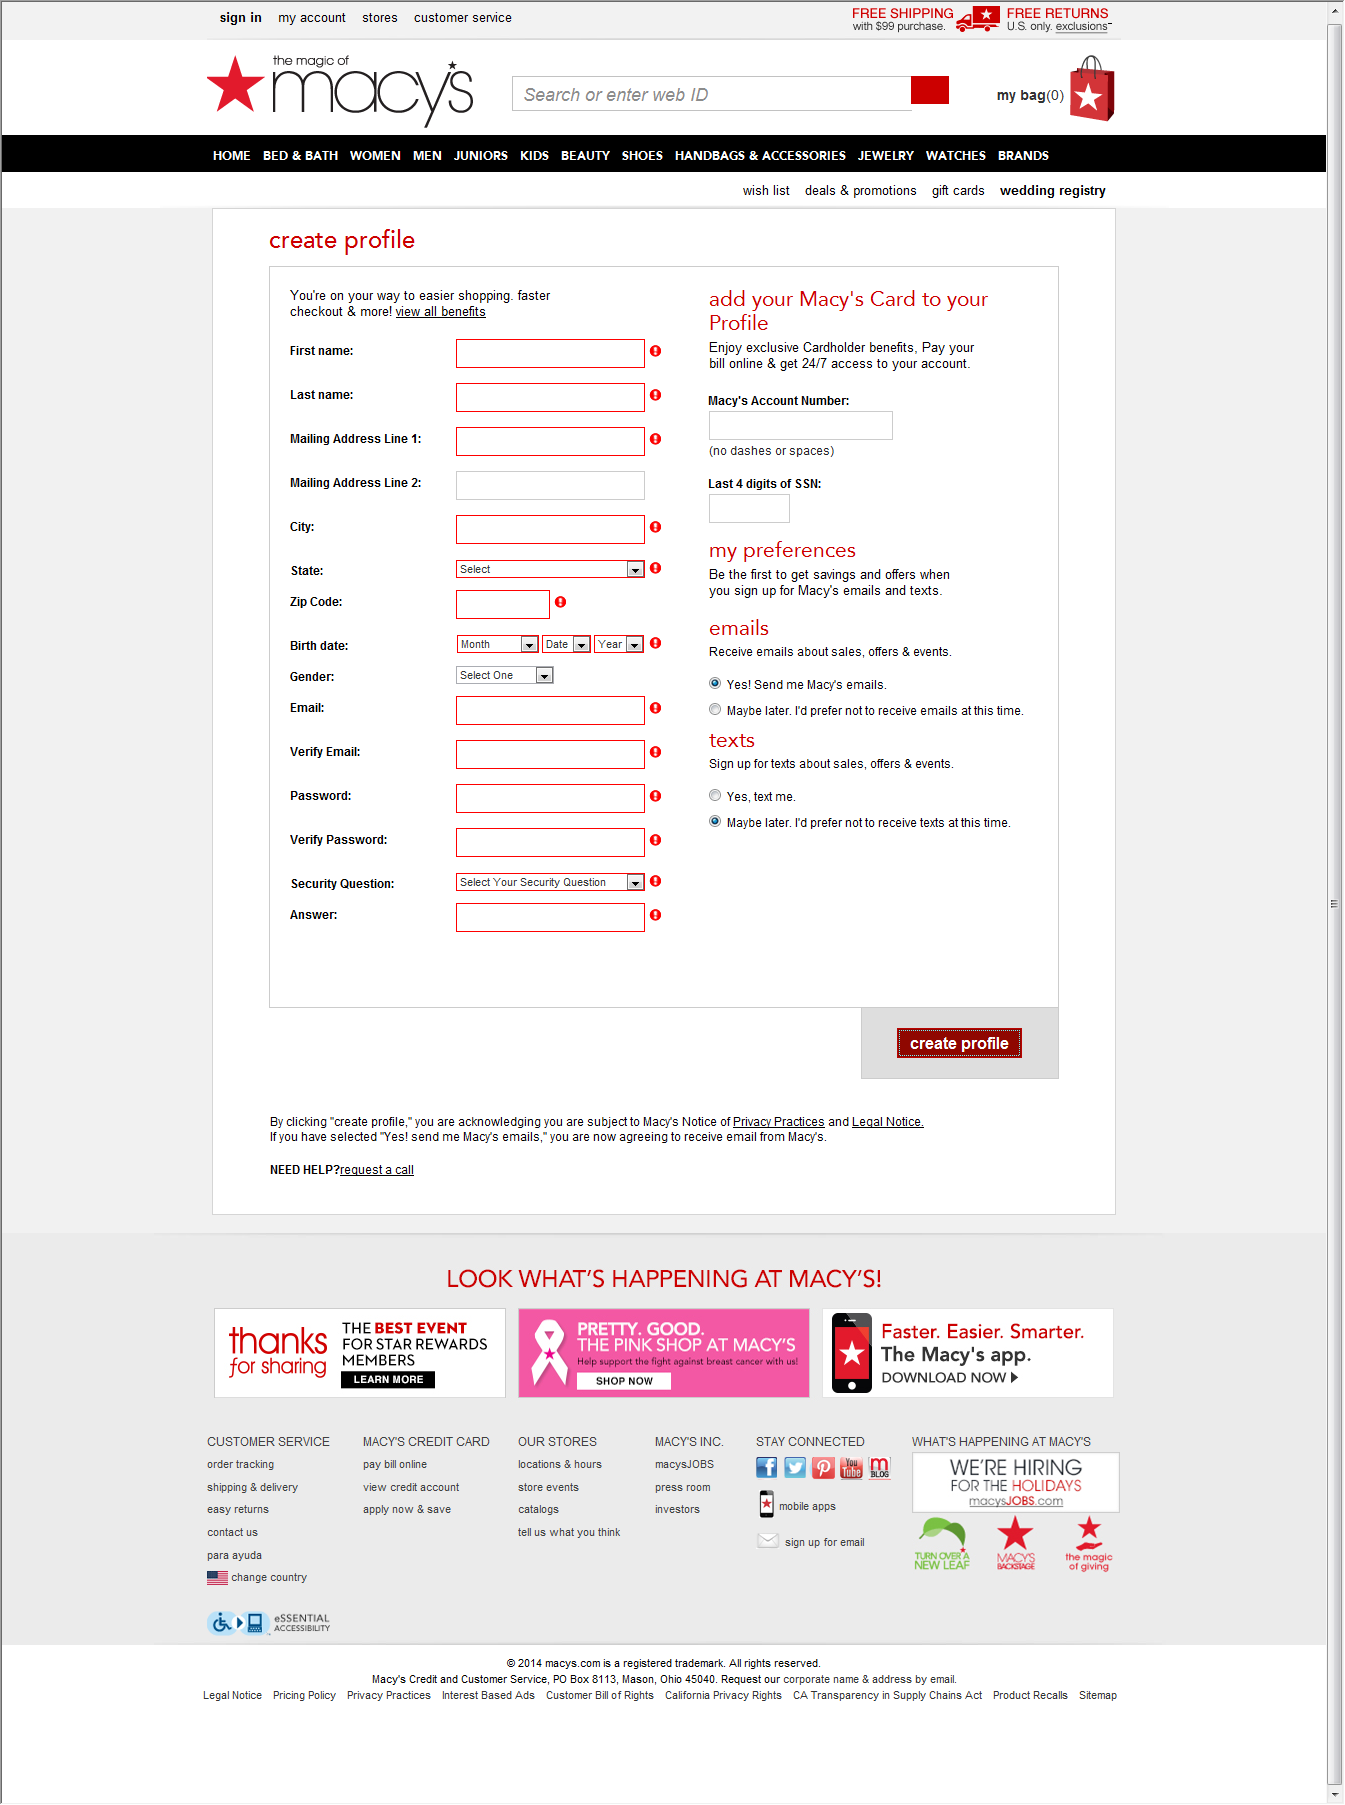 sign in my account stores customer service
FREE SHIPPING
with $99 purchase.
FREE RETURNS
U.S. only. exclusions
the magic of
macy's
Search or enter web ID
my bag(0)
HOME BED & BATH WOMEN MEN JUNIORS KIDS BEAUTY SHOES HANDBAGS & ACCESSORIES JEWELRY WATCHES BRANDS
wish list deals & promotions gift cards wedding registry
create profile
You're on your way to easier shopping. faster
checkout & more! view all benefits
First name:
Last name:
Mailing Address Line 1:
Mailing Address Line 2:
City:
State: Select
Zip Code:
Birth date: Month Date Year
Gender: Select One
Email:
Verify Email:
Password:
Verify Password:
Security Question: Select Your Security Question
Answer:
add your Macy's Card to your
Profile
Enjoy exclusive Cardholder benefits, Pay your
bill online & get 24/7 access to your account.
Macy's Account Number:
(no dashes or spaces)
Last 4 digits of SSN:
my preferences
Be the first to get savings and offers when
you sign up for Macy's emails and texts.
emails
Receive emails about sales, offers & events.
Yes! Send me Macy's emails.
Maybe later. I'd prefer not to receive emails at this time.
texts
Sign up for texts about sales, offers & events.
Yes, text me.
Maybe later. I'd prefer not to receive texts at this time.
create profile
By clicking "create profile," you are acknowledging you are subject to Macy's Notice of Privacy Practices and Legal Notice.
If you have selected "Yes! send me Macy's emails," you are now agreeing to receive email from Macy's.
NEED HELP?request a call
LOOK WHAT'S HAPPENING AT MACY'S!
thanks
for sharing
THE BEST EVENT
FOR STAR REWARDS
MEMBERS
LEARN MORE
PRETTY. GOOD.
THE PINK SHOP AT MACY'S
Help support the fight against breast cancer with us!
SHOP NOW
Faster. Easier. Smarter.
The Macy's app.
DOWNLOAD NOW
CUSTOMER SERVICE
order tracking
shipping & delivery
easy returns
contact us
para ayuda
change country
eSSENTIAL
ACCESSIBILITY
MACY'S CREDIT CARD
pay bill online
view credit account
apply now & save
OUR STORES
locations & hours
store events
catalogs
tell us what you think
MACY'S INC.
macysJOBS
press room
investors
STAY CONNECTED
You
Tube
m
BLOG
mobile apps
sign up for email
WHAT'S HAPPENING AT MACY'S
WE'RE HIRING
FOR THE HOLIDAYS
macysJOBS.com
TURN OVER A
NEW LEAF
MACY'S
BACKSTAGE
the magic
of giving
© 2014 macys.com is a registered trademark. All rights reserved.
Macy's Credit and Customer Service, PO Box 8113, Mason, Ohio 45040. Request our corporate name & address by email.
Legal Notice Pricing Policy Privacy Practices Interest Based Ads Customer Bill of Rights California Privacy Rights CA Transparency in Supply Chains Act Product Recalls Sitemap